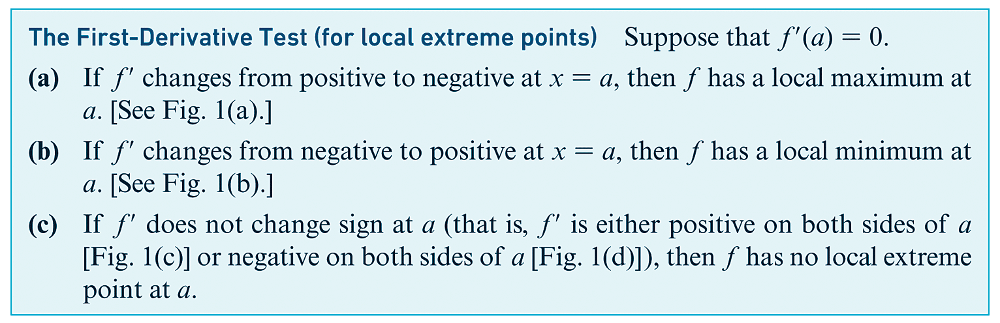 The First-Derivative Test (for local extreme points) Suppose that f′(a) = 0.
(a) If f′ changes from positive to negative at x = a, then f has a local maximum at
a. [See Fig. 1(a).]
(b) If f′ changes from negative to positive at x = a, then f has a local minimum at
a. [See Fig. 1(b).]
(c) If f′ does not change sign at a (that is, f′ is either positive on both sides of a
[Fig. 1(c)] or negative on both sides of a [Fig. 1(d)]), then f has no local extreme
point at a.